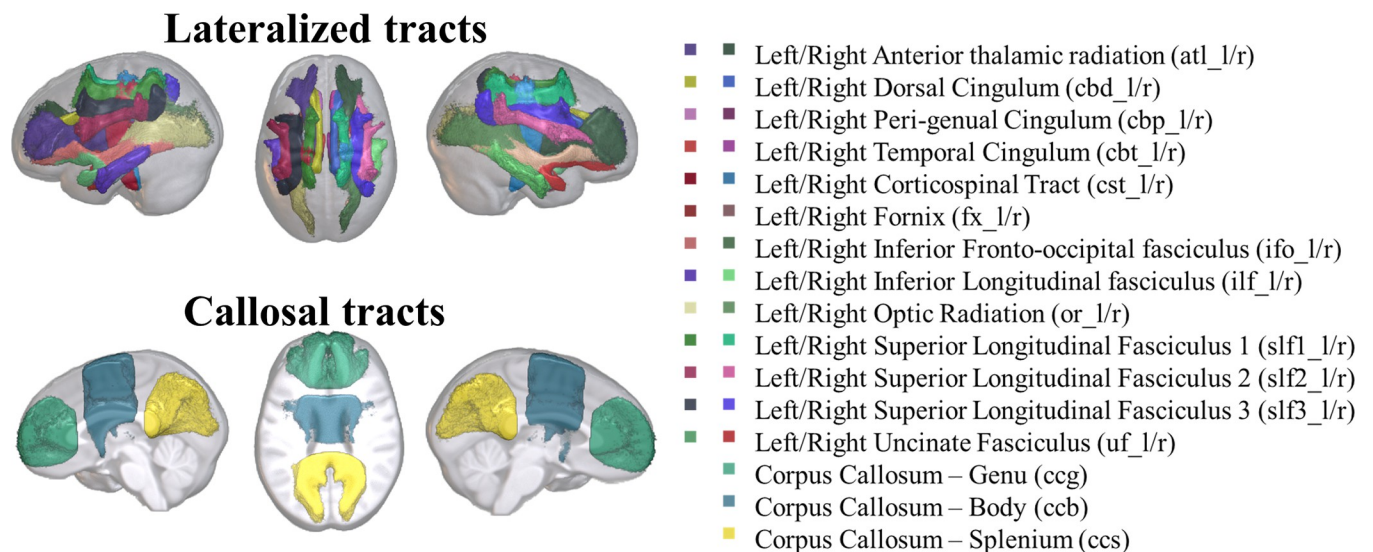 Lateralized tracts
Callosal tracts
Left/Right Anterior thalamic radiation (atl_l/r)
Left/Right Dorsal Cingulum (cbd_l/r)
Left/Right Peri-genual Cingulum (cbp_l/r)
Left/Right Temporal Cingulum (cbt_l/r)
Left/Right Corticospinal Tract (cst_l/r)
Left/Right Fornix (fx_l/r)
Left/Right Inferior Fronto-occipital fasciculus (ifo_l/r)
Left/Right Inferior Longitudinal fasciculus (ilf_l/r)
Left/Right Optic Radiation (or_l/r)
Left/Right Superior Longitudinal Fasciculus 1 (slf1_l/r)
Left/Right Superior Longitudinal Fasciculus 2 (slf2_l/r)
Left/Right Superior Longitudinal Fasciculus 3 (slf3_l/r)
Left/Right Uncinate Fasciculus (uf_l/r)
Corpus Callosum – Genu (ccg)
Corpus Callosum – Body (ccb)
Corpus Callosum – Splenium (ccs)